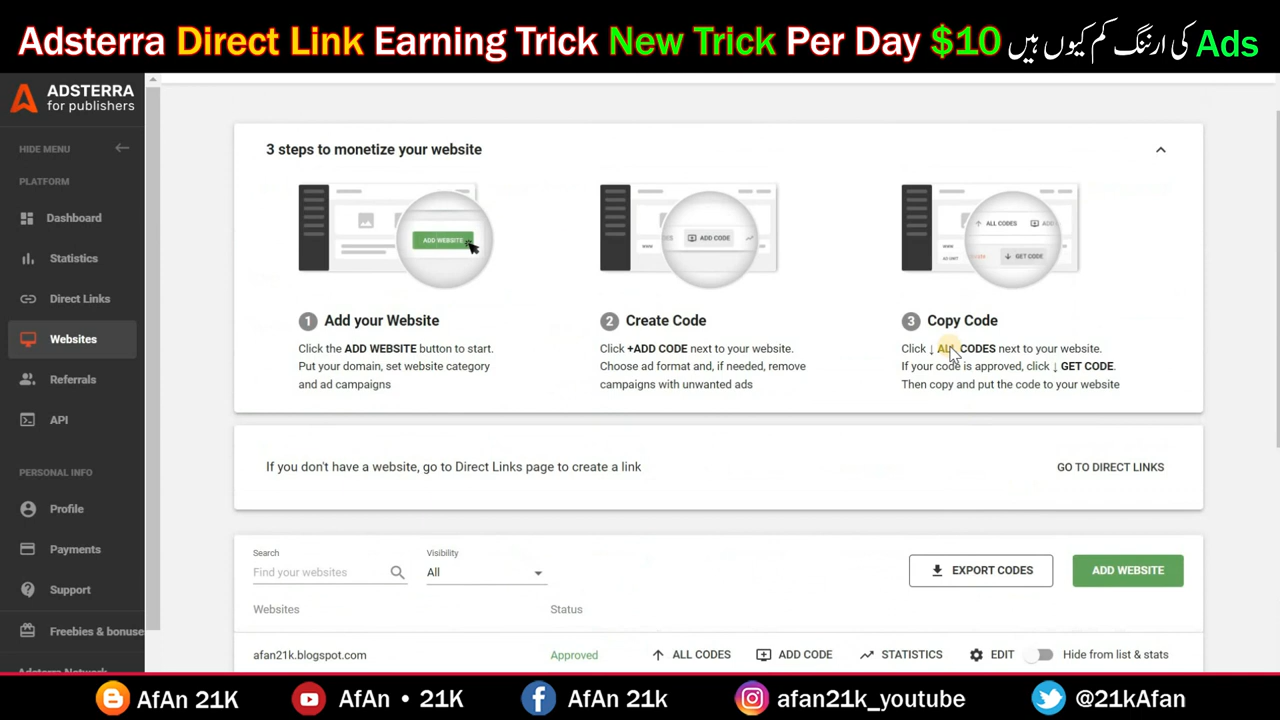 Adsterra Direct Link Earning Trick New Trick Per Day $10 کی ارننگ کم کیوں ہیں Ads
ADSTERRA
for publishers
HIDE MENU
PLATFORM
Dashboard
Statistics
Direct Links
Websites
Referrals
API
PERSONAL INFO
Profile
Payments
Support
Freebies & bonuse
Adsterra Network
3 steps to monetize your website
ADD WEBSITE
1 Add your Website
Click the ADD WEBSITE button to start.
Put your domain, set website category
and ad campaigns
ADD CODE
2 Create Code
Click +ADD CODE next to your website.
Choose ad format and, if needed, remove
campaigns with unwanted ads
ALL CODES
GET CODE
3 Copy Code
Click ↓ ALL CODES next to your website.
If your code is approved, click ↓ GET CODE.
Then copy and put the code to your website
If you don't have a website, go to Direct Links page to create a link
GO TO DIRECT LINKS
Search
Find your websites
Visibility
All
EXPORT CODES
ADD WEBSITE
Websites Status
afan21k.blogspot.com Approved ALL CODES ADD CODE STATISTICS EDIT Hide from list & stats
AfAn 21K AfAn • 21K AfAn 21k afan21k_youtube @21kAfan